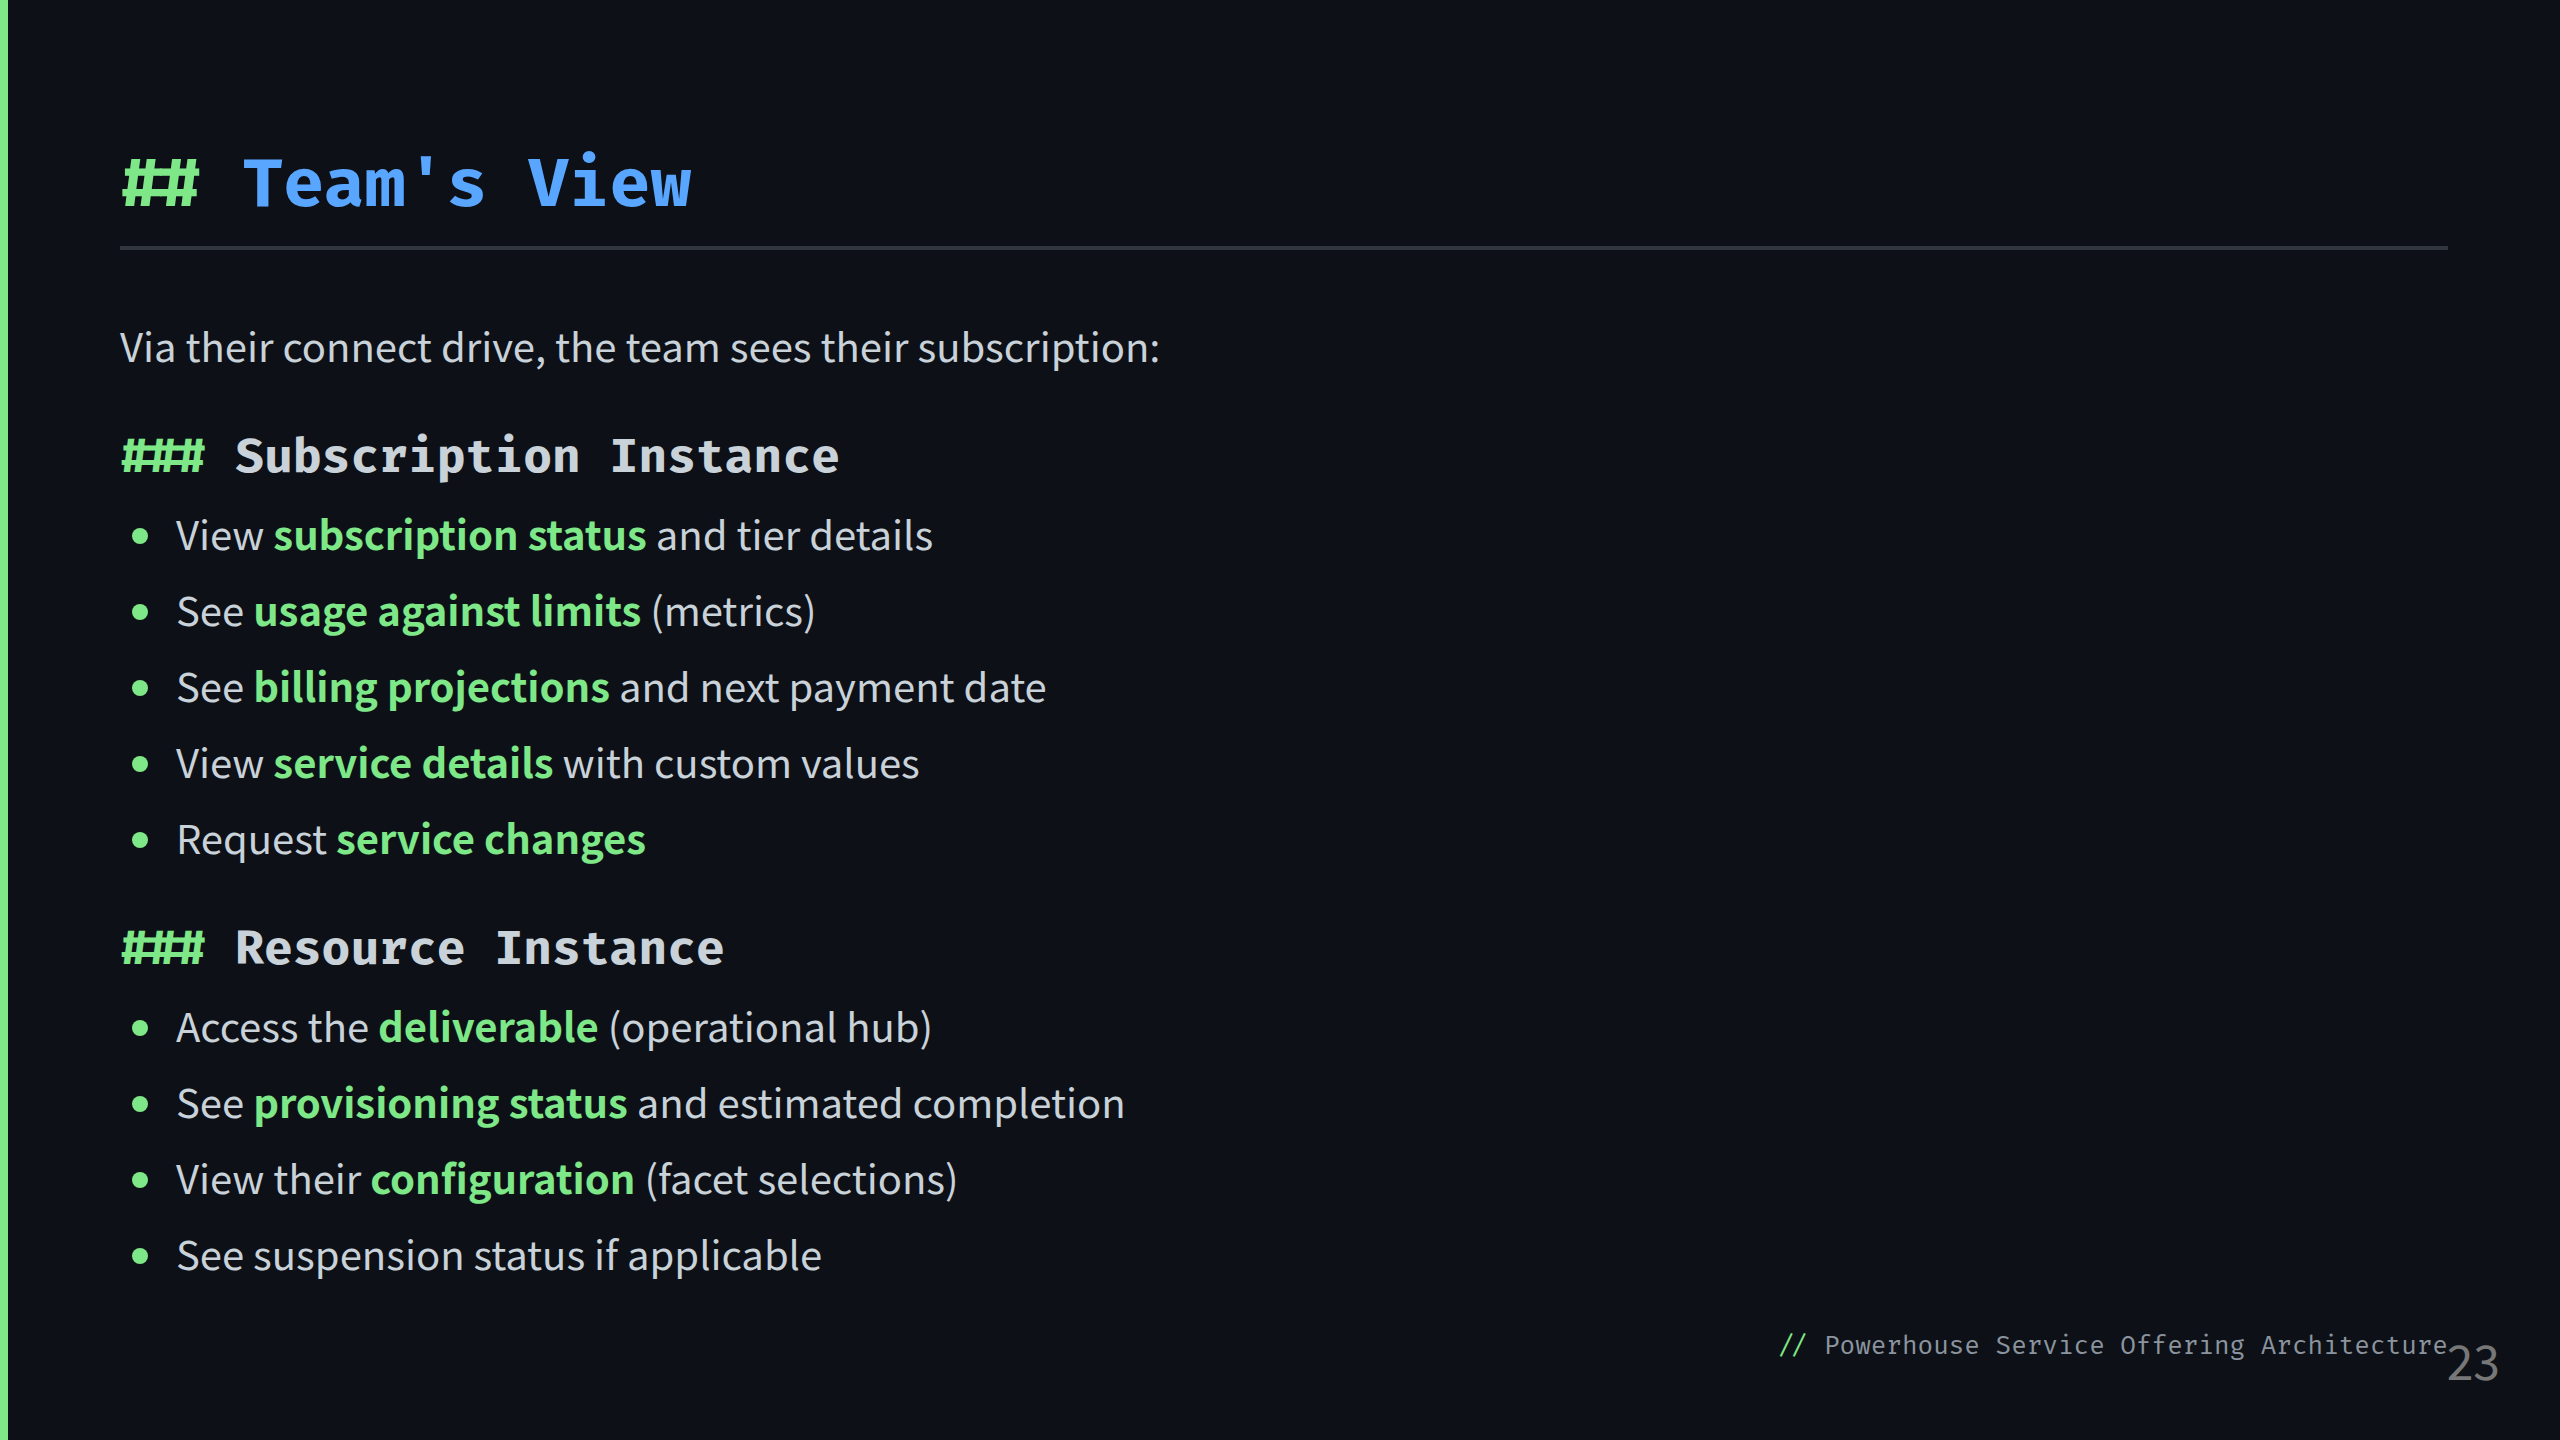 ## Team's View
Via their connect drive, the team sees their subscription:
### Subscription Instance
• View subscription status and tier details
• See usage against limits (metrics)
• See billing projections and next payment date
• View service details with custom values
• Request service changes
### Resource Instance
• Access the deliverable (operational hub)
• See provisioning status and estimated completion
• View their configuration (facet selections)
• See suspension status if applicable
// Powerhouse Service Offering Architecture
23